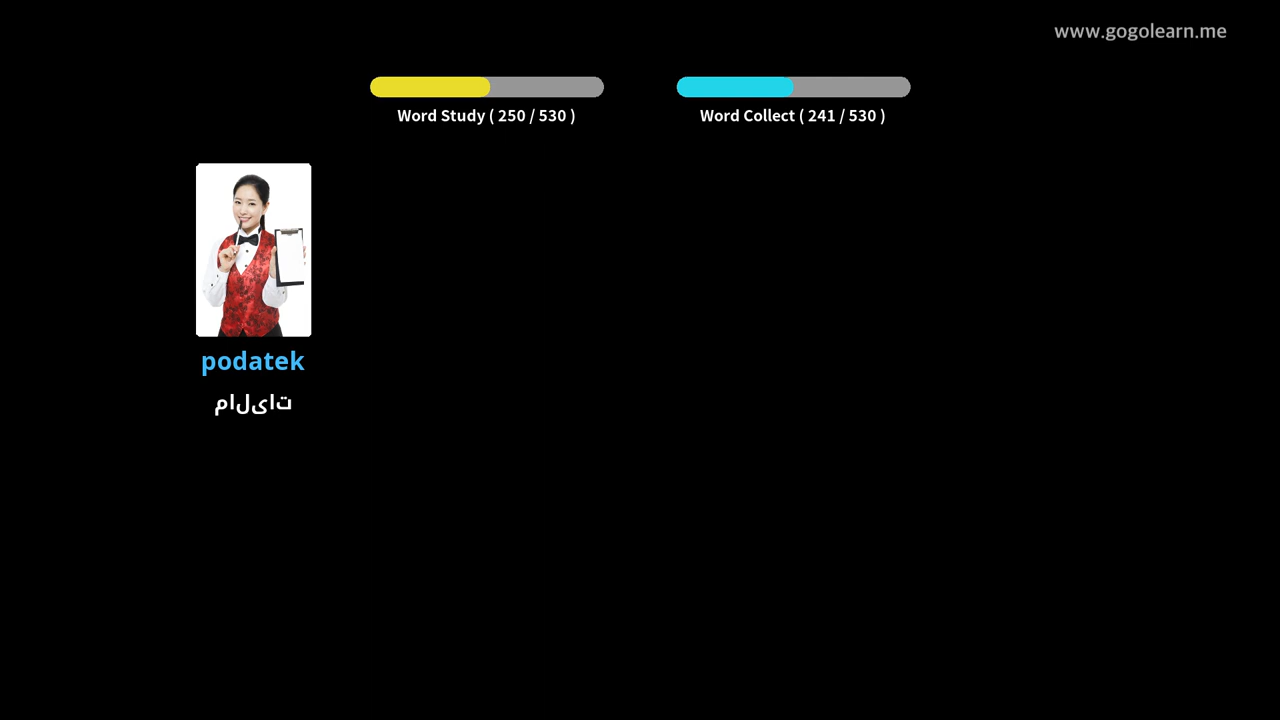 www.gogolearn.me
Word Study ( 250 / 530 )
Word Collect ( 241 / 530 )
podatek
مالیات